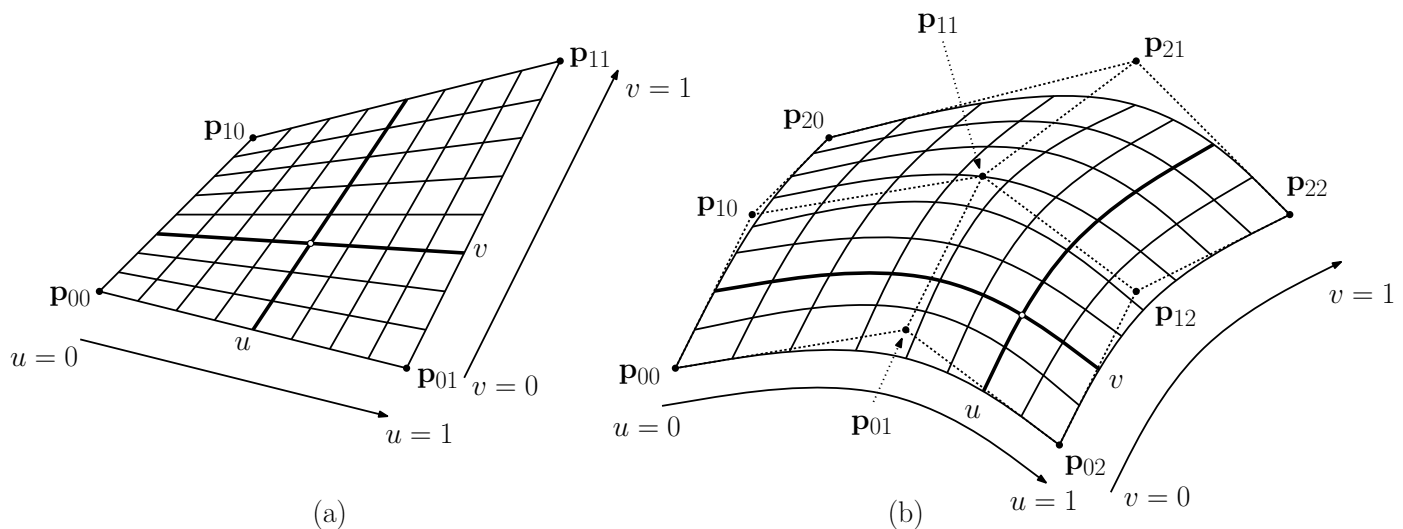 p₁₁
v = 1
p₁₀
p₀₀
v
u
u = 0
p₀₁
v = 0
u = 1
(a)
p₁₁
p₂₁
p₂₀
p₁₀
p₂₂
p₀₀
p₁₂
v = 1
v
u
u = 0
p₀₁
p₀₂
u = 1
v = 0
(b)